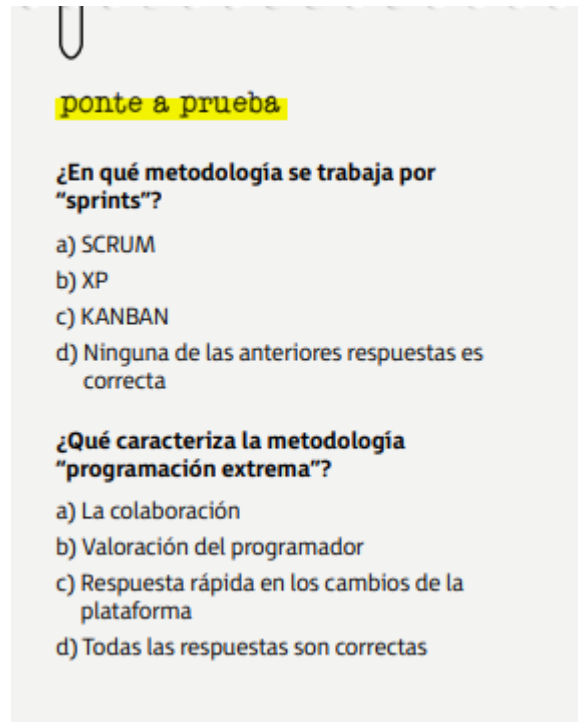 ponte a prueba
¿En qué metodología se trabaja por
“sprints”?
a) SCRUM
b) XP
c) KANBAN
d) Ninguna de las anteriores respuestas es
correcta
¿Qué caracteriza la metodología
“programación extrema”?
a) La colaboración
b) Valoración del programador
c) Respuesta rápida en los cambios de la
plataforma
d) Todas las respuestas son correctas